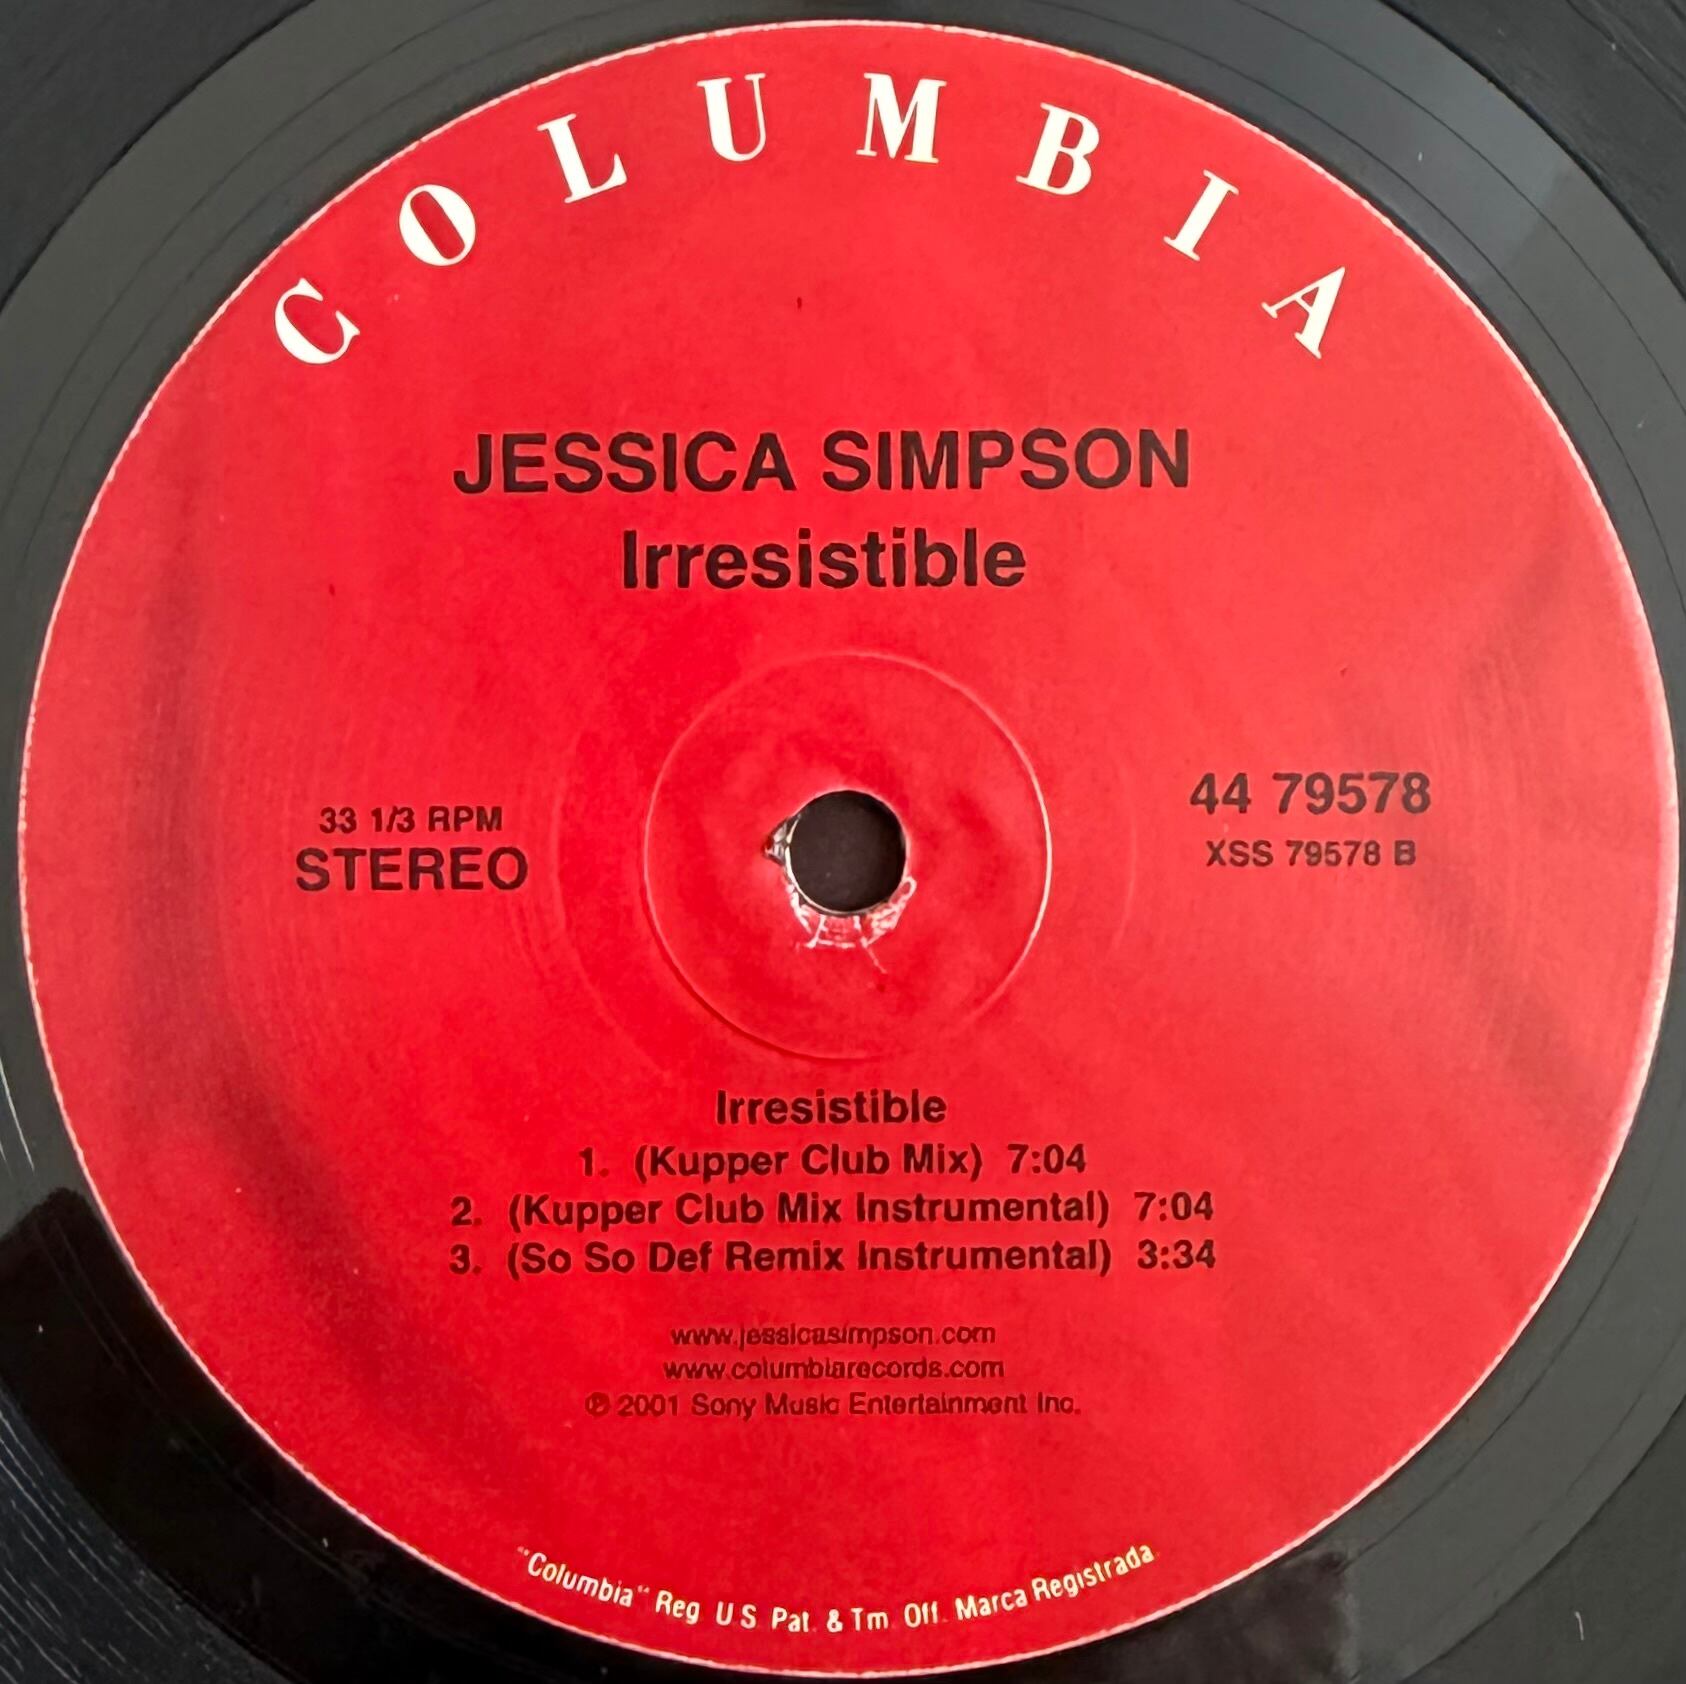 COLUMBIA
JESSICA SIMPSON
Irresistible
33 1/3 RPM
STEREO
44 79578
XSS 79578 B
Irresistible
1. (Kupper Club Mix) 7:04
2. (Kupper Club Mix Instrumental) 7:04
3. (So So Def Remix Instrumental) 3:34
www.jessicasimpson.com
www.columbiarecords.com
℗ 2001 Sony Music Entertainment Inc.
"Columbia" Reg. U.S. Pat. & Tm. Off. Marca Registrada.